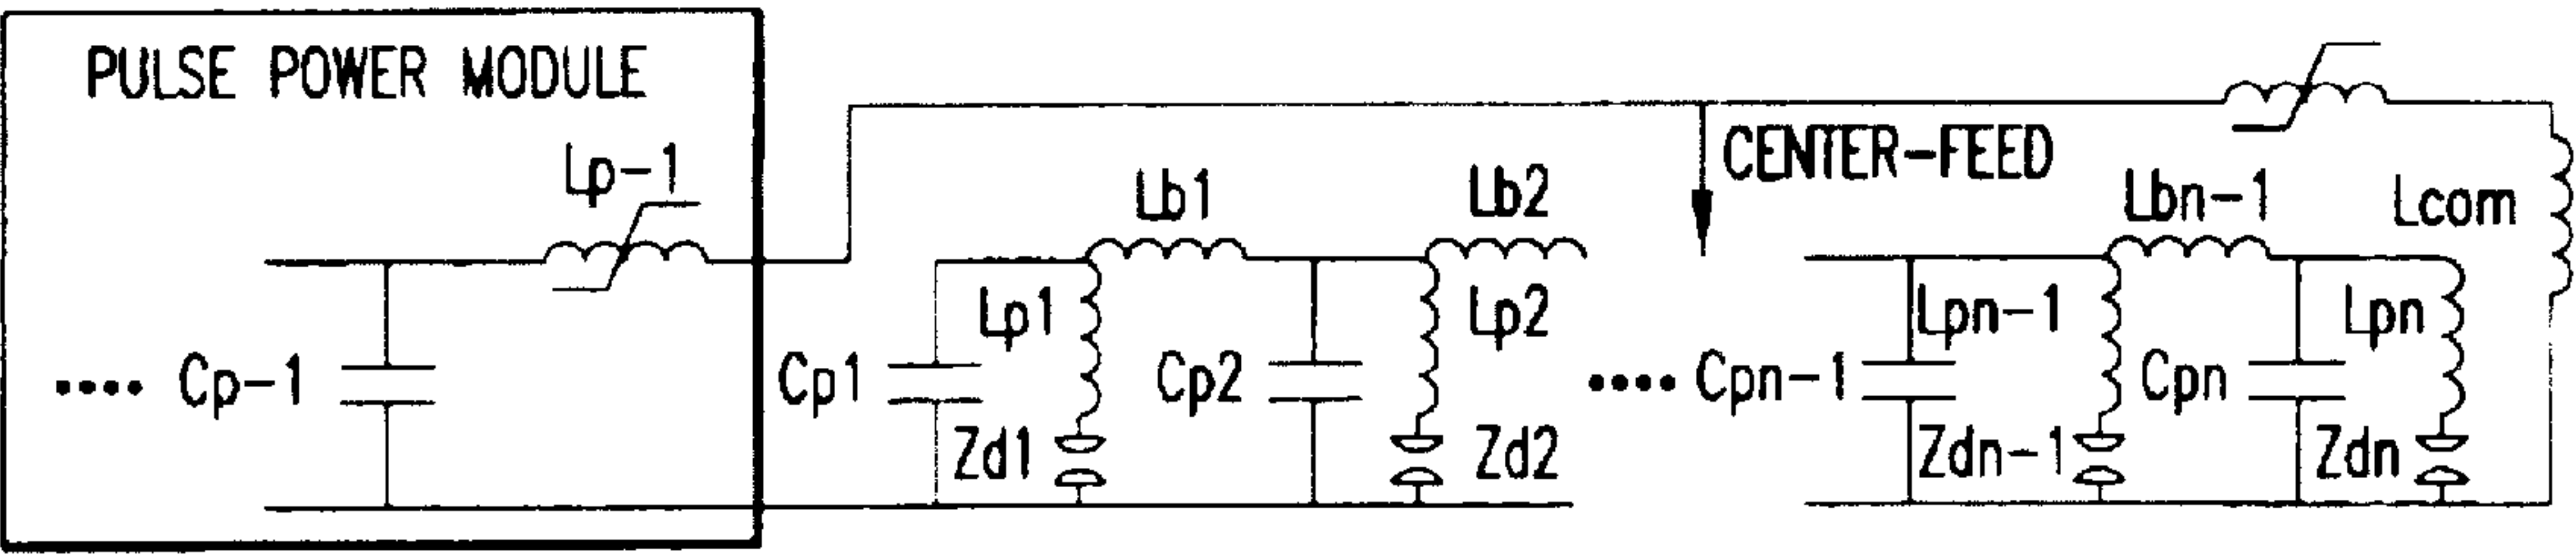 PULSE POWER MODULE
Lp-1
.... Cp-1
CENTER-FEED
Lb1
Lb2
Lbn-1
Lcom
Lp1
Lp2
Lpn-1
Lpn
Cp1
Cp2
.... Cpn-1
Cpn
Zd1
Zd2
Zdn-1
Zdn